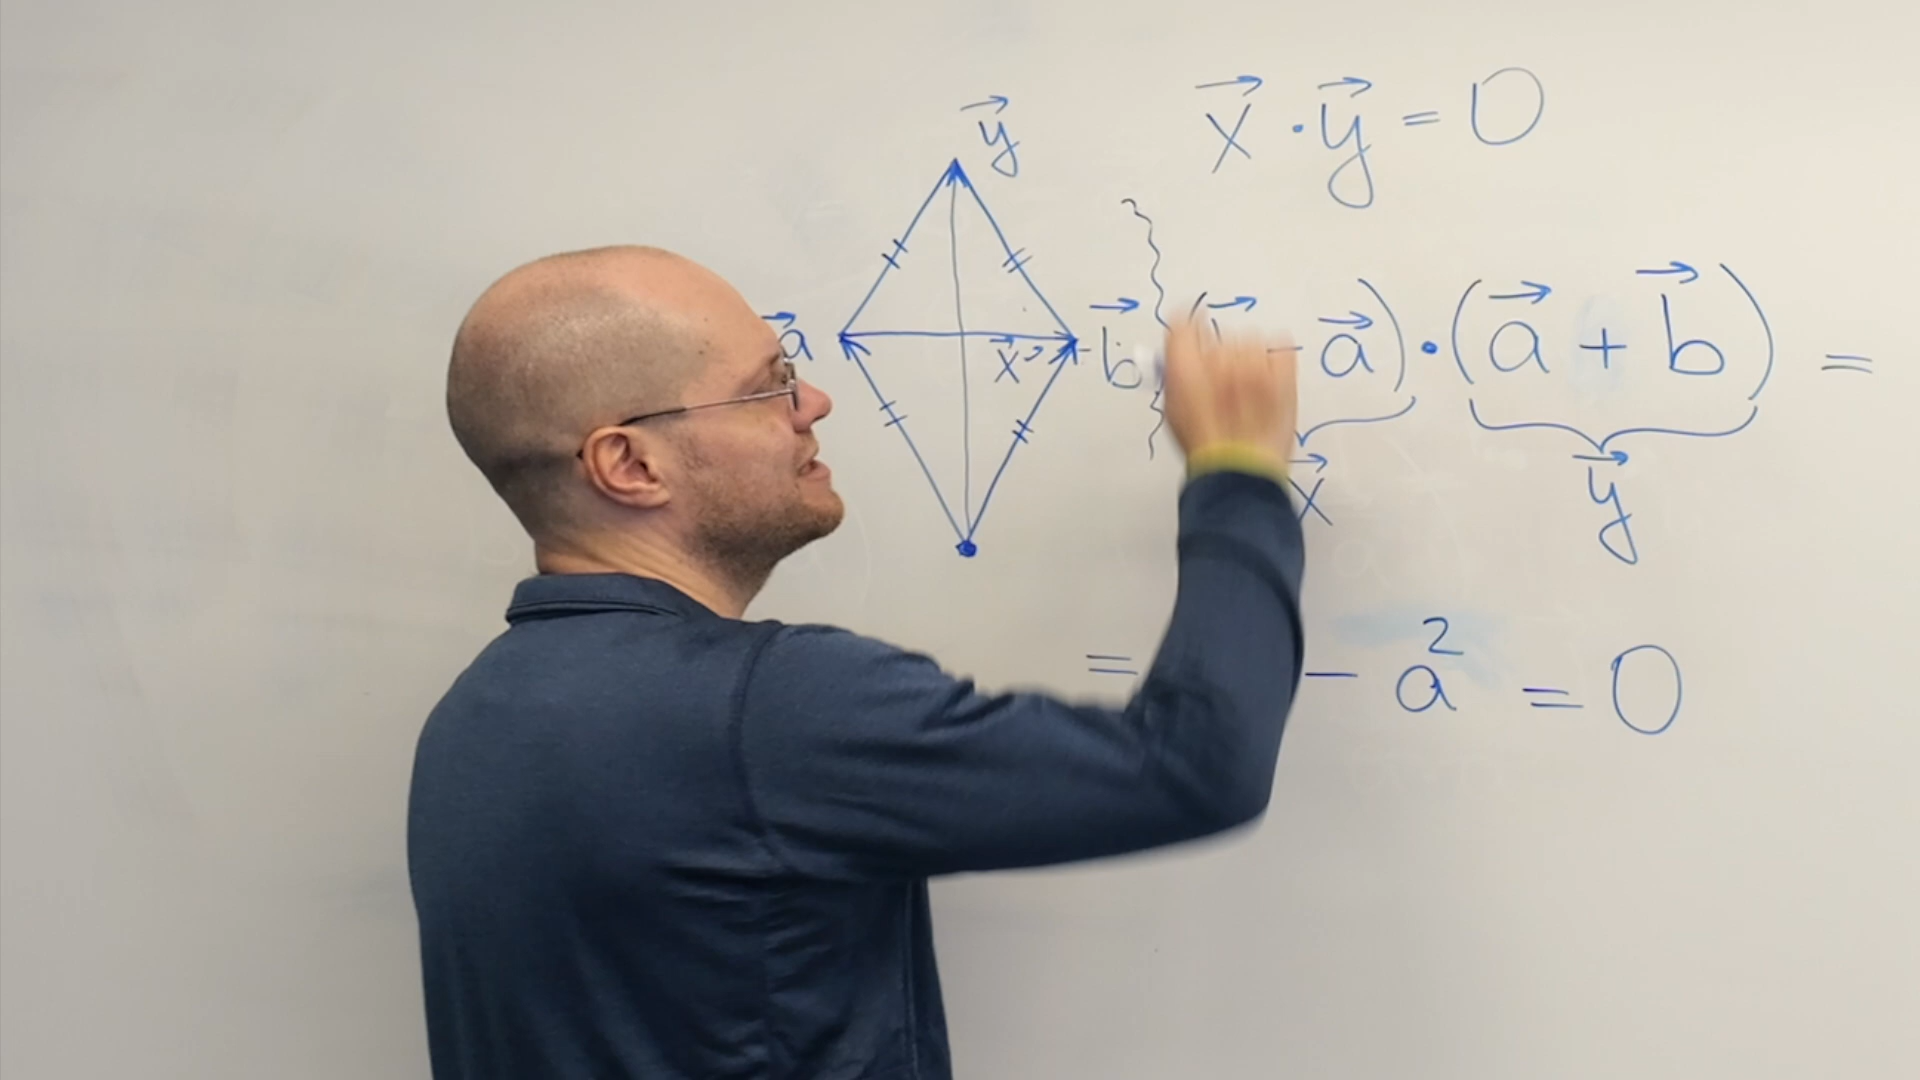 y⃗
x⃗ · y⃗ = 0
a⃗
x⃗
b⃗
- a⃗) · (a⃗ + b⃗) =
x⃗
y⃗
= - a² = 0